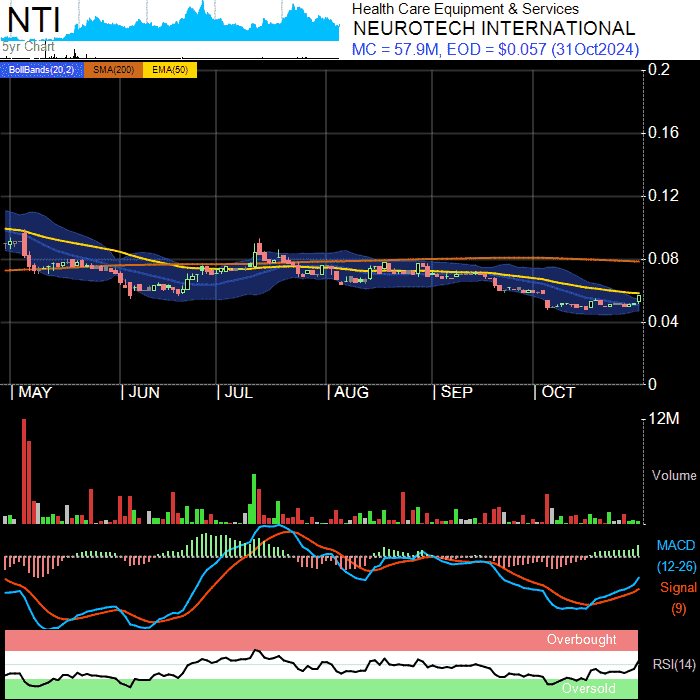 NTI
5yr Chart
Health Care Equipment & Services
NEUROTECH INTERNATIONAL
MC = 57.9M, EOD = $0.057 (31Oct2024)
BollBands(20,2) SMA(200) EMA(50)
0.2
0.16
0.12
0.08
0.04
0
MAY JUN JUL AUG SEP OCT
12M
Volume
MACD
(12-26)
Signal
(9)
Overbought
RSI(14)
Oversold